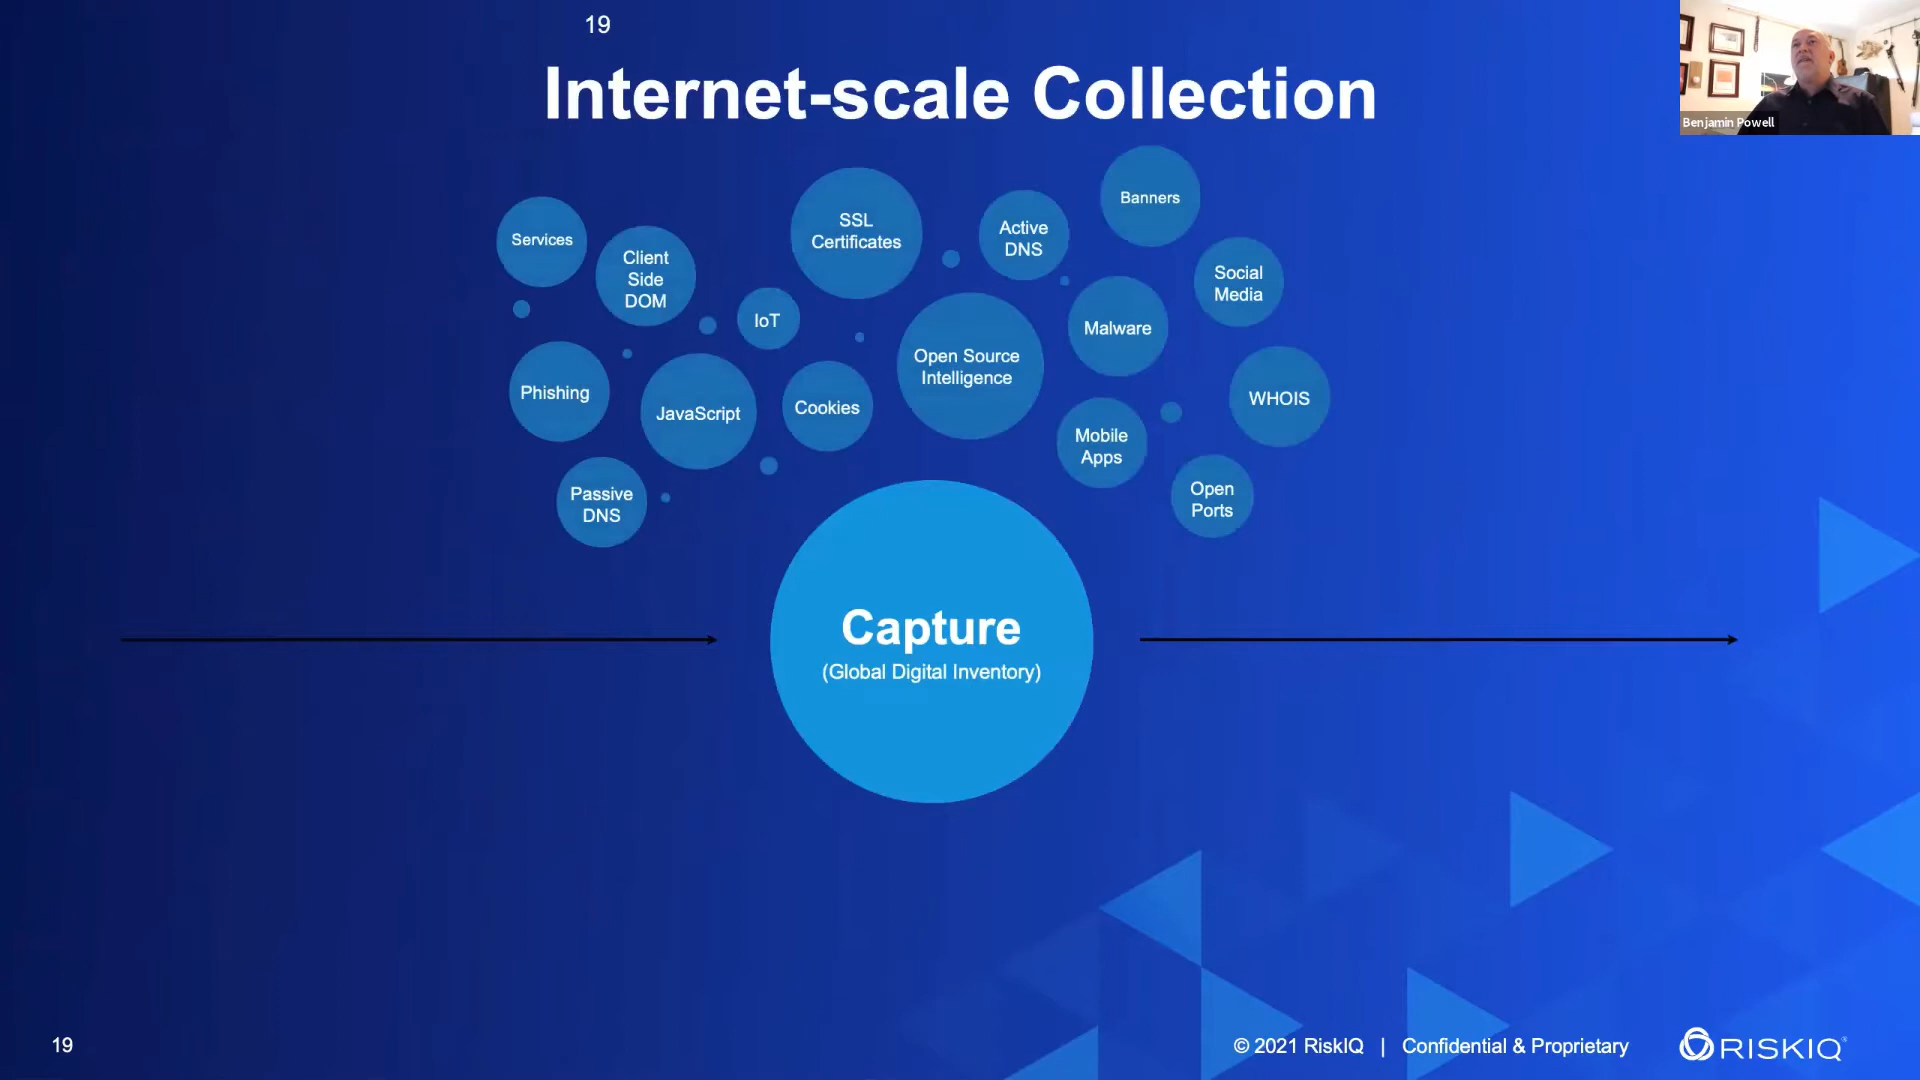 19
Internet-scale Collection
Benjamin Powell
Services
Client
Side
DOM
SSL
Certificates
Active
DNS
Banners
Social
Media
IoT
Open Source
Intelligence
Malware
Phishing
JavaScript
Cookies
WHOIS
Mobile
Apps
Passive
DNS
Open
Ports
Capture
(Global Digital Inventory)
19
© 2021 RiskIQ | Confidential & Proprietary
RISKIQ®